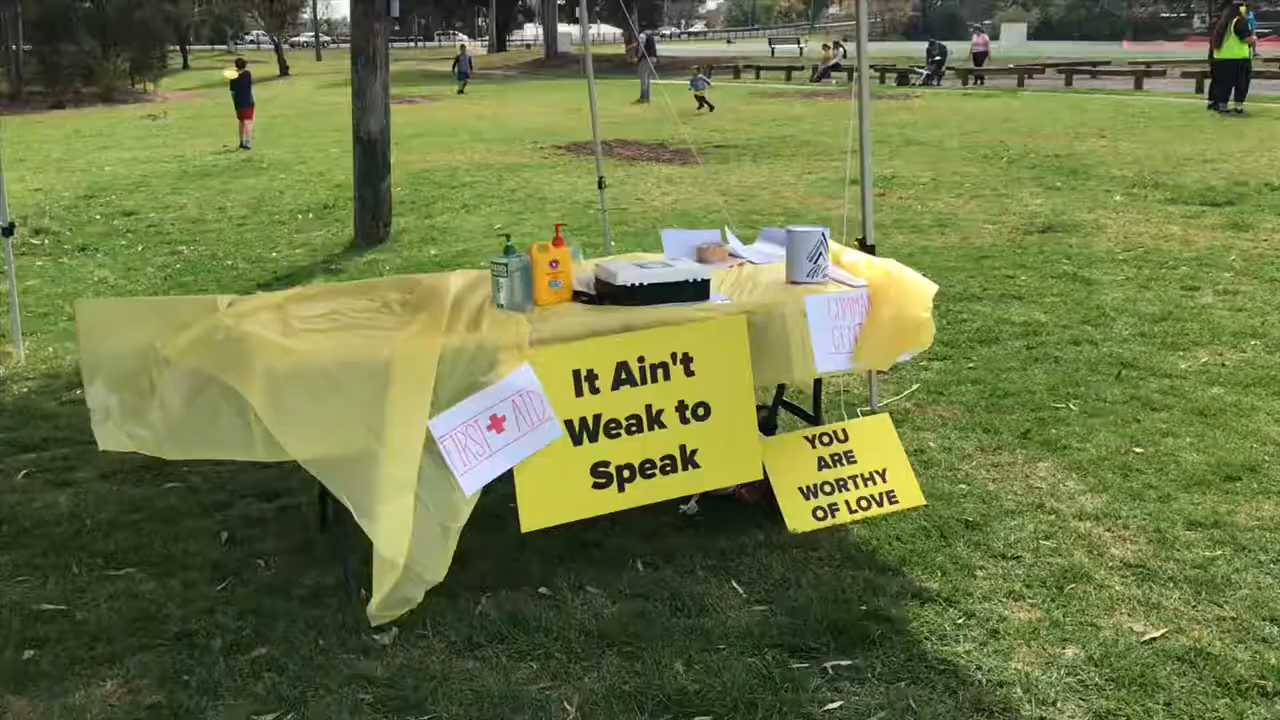 FIRST AID
It Ain't
Weak to
Speak
YOU ARE
WORTHY
OF LOVE